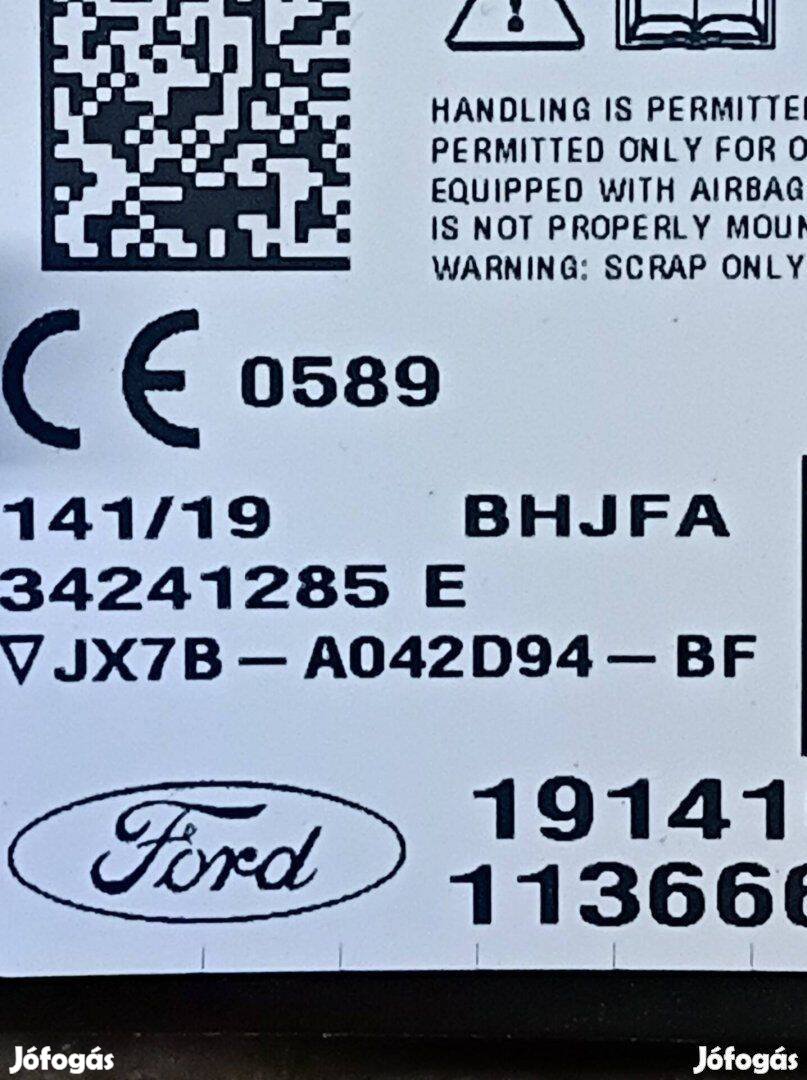 HANDLING IS PERMITTE
PERMITTED ONLY FOR O
EQUIPPED WITH AIRBAG
IS NOT PROPERLY MOUN
WARNING: SCRAP ONLY
CE 0589
141/19 BHJFA
34241285 E
▽JX7B-A042D94-BF
Ford
19141
113666
Jófogás
Jófogás